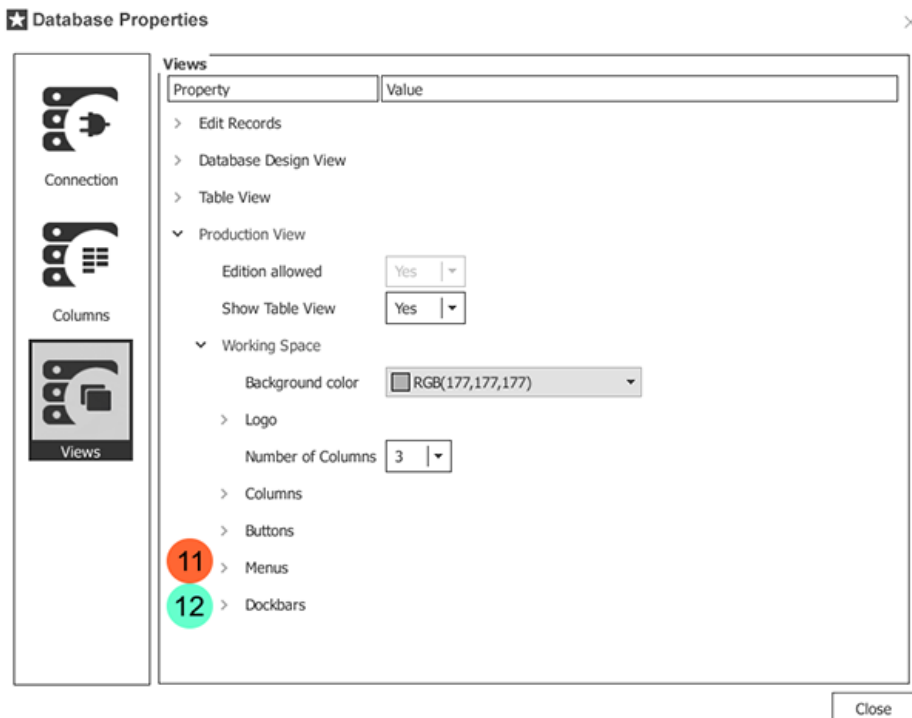 Database Properties
Connection
Columns
Views
Views
Property Value
Edit Records
Database Design View
Table View
Production View
Edition allowed Yes
Show Table View Yes
Working Space
Background color RGB(177,177,177)
Logo
Number of Columns 3
Columns
Buttons
11 Menus
12 Dockbars
Close